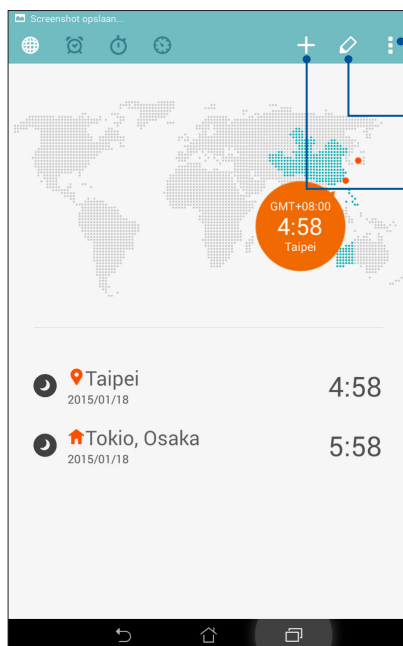 Screenshot opslaan...
GMT+08:00
4:58
Taipei
Taipei
4:58
2015/01/18
Tokio, Osaka
5:58
2015/01/18